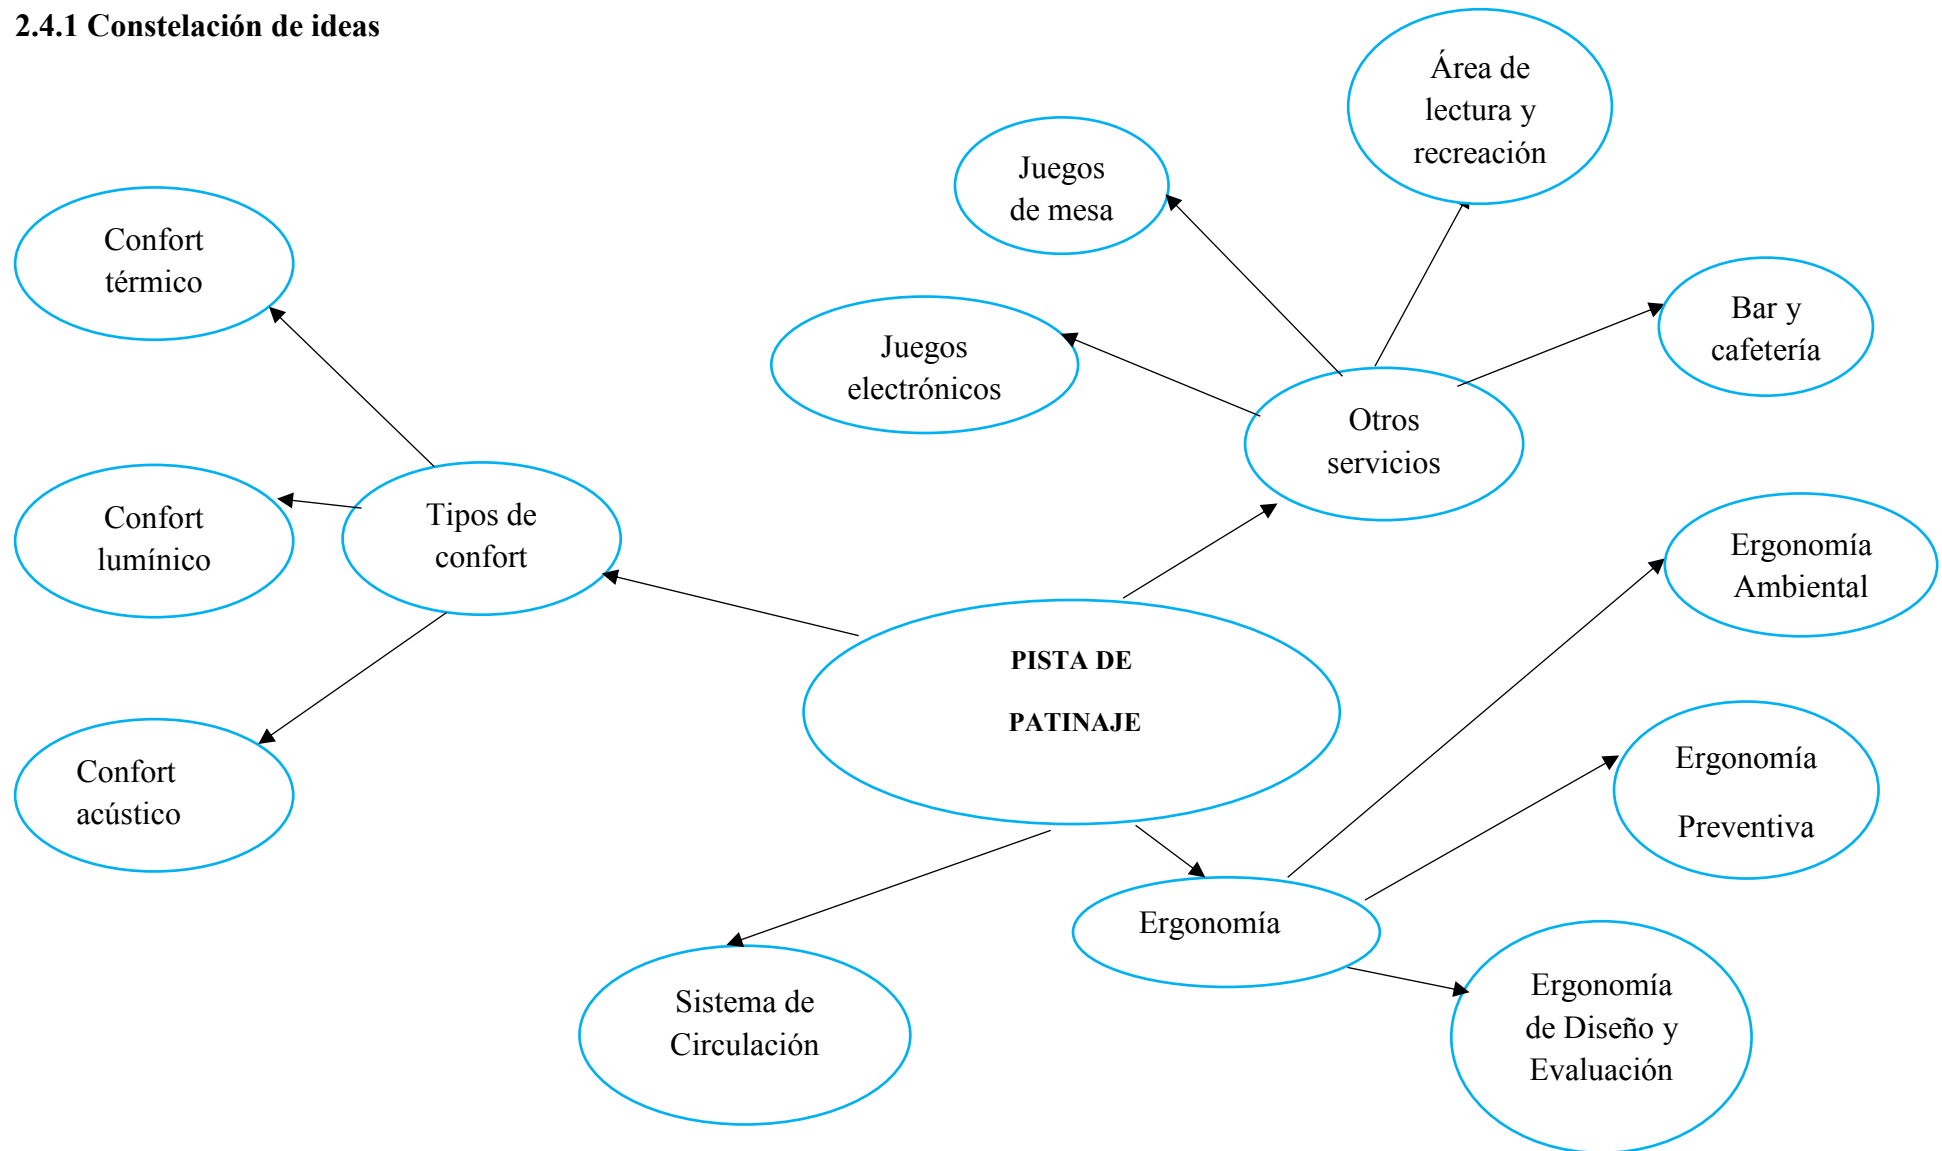 2.4.1 Constelación de ideas
Área de
lectura y
recreación
Juegos
de mesa
Confort
térmico
Bar y
cafetería
Juegos
electrónicos
Otros
servicios
Confort
lumínico
Tipos de
confort
Ergonomía
Ambiental
PISTA DE
PATINAJE
Ergonomía
Preventiva
Confort
acústico
Ergonomía
Sistema de
Circulación
Ergonomía
de Diseño y
Evaluación